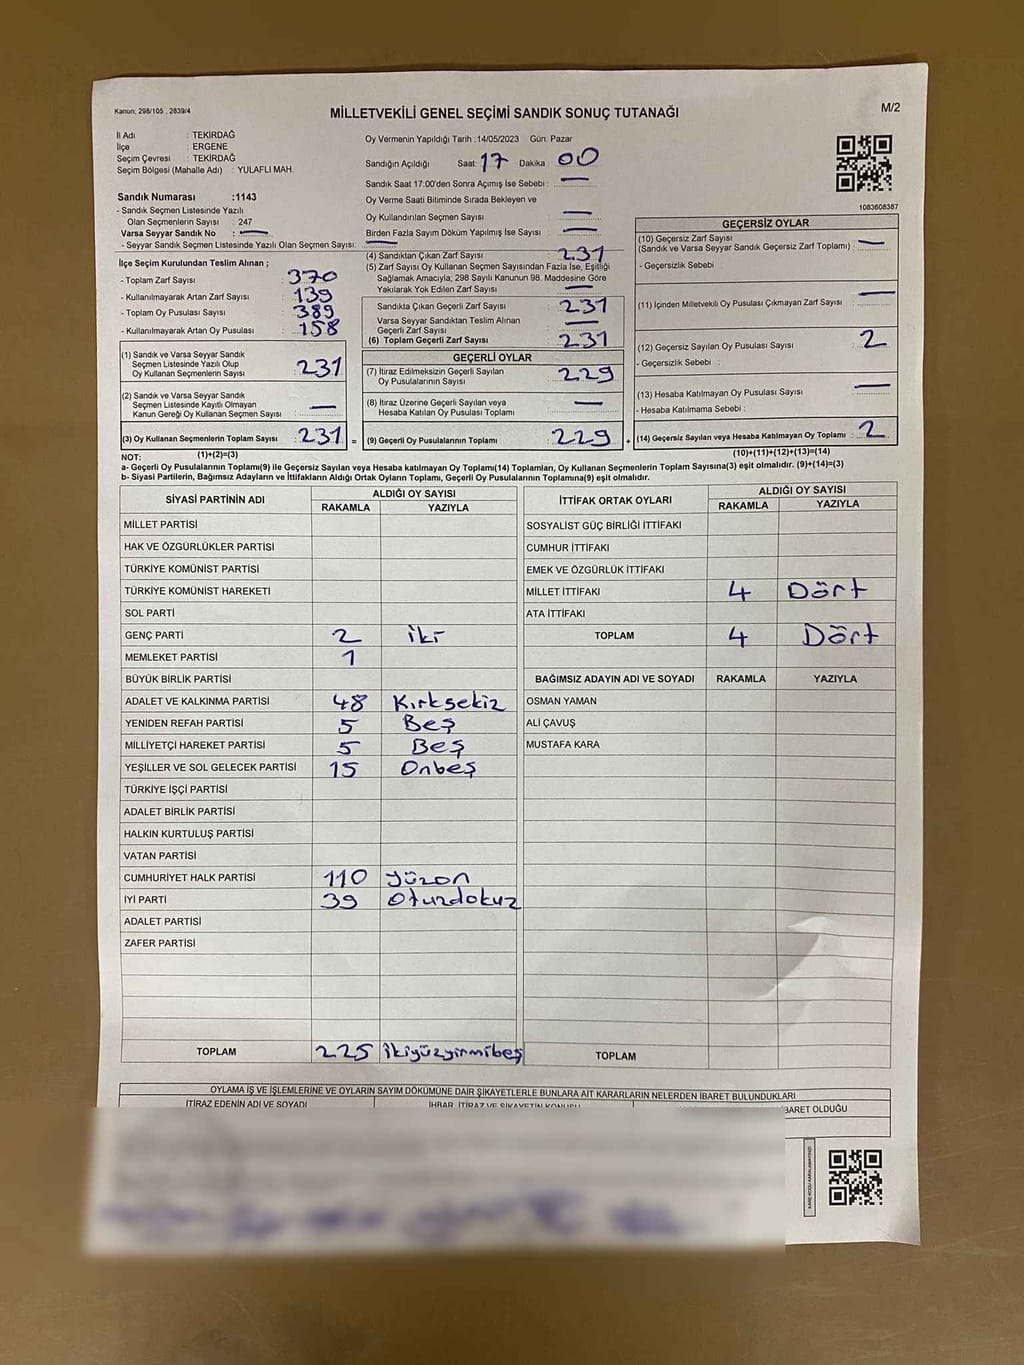 Kanun; 298/105 , 2839/4
MİLLETVEKİLİ GENEL SEÇİMİ SANDIK SONUÇ TUTANAĞI
M/2
İl Adı : TEKİRDAĞ
İlçe : ERGENE
Seçim Çevresi : TEKİRDAĞ
Seçim Bölgesi (Mahalle Adı) : YULAFLI MAH.
Sandık Numarası :1143
- Sandık Seçmen Listesinde Yazılı
Olan Seçmenlerin Sayısı : 247
Varsa Seyyar Sandık No : —
- Seyyar Sandık Seçmen Listesinde Yazılı Olan Seçmen Sayısı: —
İlçe Seçim Kurulundan Teslim Alınan ;
- Toplam Zarf Sayısı : 370
- Kullanılmayarak Artan Zarf Sayısı : 139
- Toplam Oy Pusulası Sayısı : 389
- Kullanılmayarak Artan Oy Pusulası : 158
(1) Sandık ve Varsa Seyyar Sandık
Seçmen Listesinde Yazılı Olup
Oy Kullanan Seçmenlerin Sayısı : 231
(2) Sandık ve Varsa Seyyar Sandık
Seçmen Listesinde Kayıtlı Olmayan
Kanun Gereği Oy Kullanan Seçmen Sayısı : —
(3) Oy Kullanan Seçmenlerin Toplam Sayısı : 231 =
Oy Vermenin Yapıldığı Tarih :14/05/2023 Gün: Pazar
Sandığın Açıldığı Saat: 17 Dakika 00
Sandık Saat 17:00'den Sonra Açımış İse Sebebi : —
Oy Verme Saati Bitiminde Sırada Bekleyen ve
Oy Kullandırılan Seçmen Sayısı : —
Birden Fazla Sayım Döküm Yapılmış İse Sayısı : —
(4) Sandıktan Çıkan Zarf Sayısı : 231
(5) Zarf Sayısı Oy Kullanan Seçmen Sayısından Fazla İse, Eşitliği
Sağlamak Amacıyla; 298 Sayılı Kanunun 98. Maddesine Göre
Yakılarak Yok Edilen Zarf Sayısı : —
Sandıkta Çıkan Geçerli Zarf Sayısı : 231
Varsa Seyyar Sandıktan Teslim Alınan
Geçerli Zarf Sayısı : —
(6) Toplam Geçerli Zarf Sayısı : 231
GEÇERLİ OYLAR
(7) İtiraz Edilmeksizin Geçerli Sayılan
Oy Pusulalarının Sayısı : 229
(8) İtiraz Üzerine Geçerli Sayılan veya
Hesaba Katılan Oy Pusulası Toplamı : —
(9) Geçerli Oy Pusulalarının Toplamı : 229 +
1083608387
GEÇERSİZ OYLAR
(10) Geçersiz Zarf Sayısı
(Sandık ve Varsa Seyyar Sandık Geçersiz Zarf Toplamı) : —
- Geçersizlik Sebebi :
(11) İçinden Milletvekili Oy Pusulası Çıkmayan Zarf Sayısı : —
(12) Geçersiz Sayılan Oy Pusulası Sayısı : 2
- Geçersizlik Sebebi :
(13) Hesaba Katılmayan Oy Pusulası Sayısı : —
- Hesaba Katılmama Sebebi :
(14) Geçersiz Sayılan veya Hesaba Katılmayan Oy Toplamı : 2
NOT: (1)+(2)=(3) (10)+(11)+(12)+(13)=(14)
a- Geçerli Oy Pusulalarının Toplamı(9) ile Geçersiz Sayılan veya Hesaba katılmayan Oy Toplamı(14) Toplamları, Oy Kullanan Seçmenlerin Toplam Sayısına(3) eşit olmalıdır. (9)+(14)=(3)
b- Siyasi Partilerin, Bağımsız Adayların ve İttifakların Aldığı Ortak Oyların Toplamı, Geçerli Oy Pusulalarının Toplamına(9) eşit olmalıdır.
SİYASİ PARTİNİN ADI ALDIĞI OY SAYISI
RAKAMLA YAZIYLA
MİLLET PARTİSİ
HAK VE ÖZGÜRLÜKLER PARTİSİ
TÜRKİYE KOMÜNİST PARTİSİ
TÜRKİYE KOMÜNİST HAREKETİ
SOL PARTİ
GENÇ PARTİ 2 iki
MEMLEKET PARTİSİ 1
BÜYÜK BİRLİK PARTİSİ
ADALET VE KALKINMA PARTİSİ 48 Kırksekiz
YENİDEN REFAH PARTİSİ 5 Beş
MİLLİYETÇİ HAREKET PARTİSİ 5 Beş
YEŞİLLER VE SOL GELECEK PARTİSİ 15 Onbeş
TÜRKİYE İŞÇİ PARTİSİ
ADALET BİRLİK PARTİSİ
HALKIN KURTULUŞ PARTİSİ
VATAN PARTİSİ
CUMHURİYET HALK PARTİSİ 110 yüzon
İYİ PARTİ 39 Otuzdokuz
ADALET PARTİSİ
ZAFER PARTİSİ
TOPLAM 225 ikiyüzyirmibeş
İTTİFAK ORTAK OYLARI ALDIĞI OY SAYISI
RAKAMLA YAZIYLA
SOSYALİST GÜÇ BİRLİĞİ İTTİFAKI
CUMHUR İTTİFAKI
EMEK VE ÖZGÜRLÜK İTTİFAKI
MİLLET İTTİFAKI 4 Dört
ATA İTTİFAKI
TOPLAM 4 Dört
BAĞIMSIZ ADAYIN ADI VE SOYADI RAKAMLA YAZIYLA
OSMAN YAMAN
ALİ ÇAVUŞ
MUSTAFA KARA
TOPLAM
OYLAMA İŞ VE İŞLEMLERİNE VE OYLARIN SAYIM DÖKÜMÜNE DAİR ŞİKAYETLERLE BUNLARA AİT KARARLARIN NELERDEN İBARET BULUNDUKLARI
İTİRAZ EDENİN ADI VE SOYADI İHBAR, İTİRAZ VE ŞİKAYETİN KONUSU BARET OLDUĞU